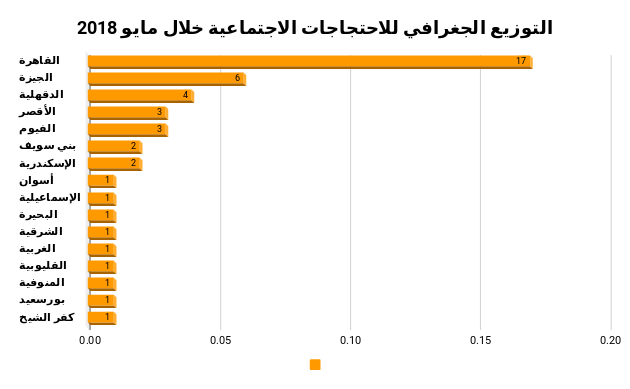 التوزيع الجغرافي للاحتجاجات الاجتماعية خلال مايو 2018
القاهرة 17
الجيزة 6
الدقهلية 4
الأقصر 3
الفيوم 3
بني سويف 2
الإسكندرية 2
أسوان 1
الإسماعيلية 1
البحيرة 1
الشرقية 1
الغربية 1
القليوبية 1
المنوفية 1
بورسعيد 1
كفر الشيخ 1
0.00 0.05 0.10 0.15 0.20